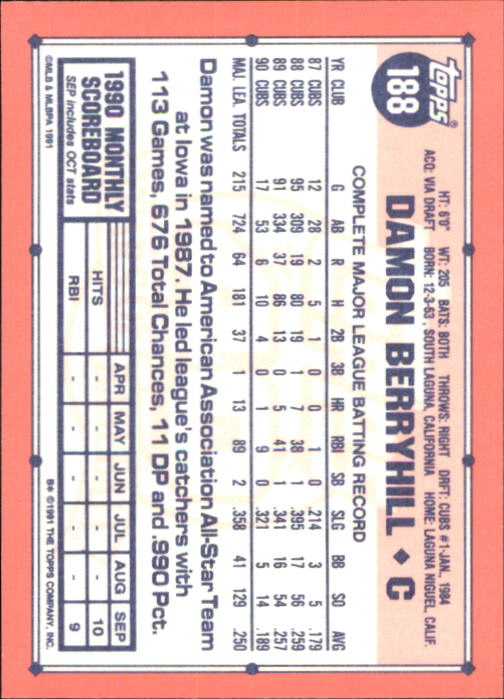 topps®
188
HT: 6'0" WT: 205 BATS: BOTH THROWS: RIGHT DRFT: CUBS #1-JAN., 1984
ACQ: VIA DRAFT BORN: 12-3-63, SOUTH LAGUNA, CALIFORNIA HOME: LAGUNA NIGUEL, CALIF.
DAMON BERRYHILL ◆ C
COMPLETE MAJOR LEAGUE BATTING RECORD
YR CLUB G AB R H 2B 3B HR RBI SB SLG BB SO AVG
87 CUBS 12 28 2 5 1 0 0 1 0 .214 3 5 .179
88 CUBS 95 309 19 80 19 1 7 38 1 .395 17 56 .259
89 CUBS 91 334 37 86 13 0 5 41 1 .341 16 54 .257
90 CUBS 17 53 6 10 4 0 1 9 0 .321 5 14 .189
MAJ. LEA. TOTALS 215 724 64 181 37 1 13 89 2 .358 41 129 .250
Damon was named to American Association All-Star Team
at Iowa in 1987. He led league's catchers with
113 Games, 676 Total Chances, 11 DP and .990 Pct.
1990 MONTHLY
SCOREBOARD
SEP includes OCT stats
APR MAY JUN JUL AUG SEP
HITS - - - - - 10
RBI - - - - - 9
©MLB & MLBPA 1991
B* ©1991 THE TOPPS COMPANY, INC.